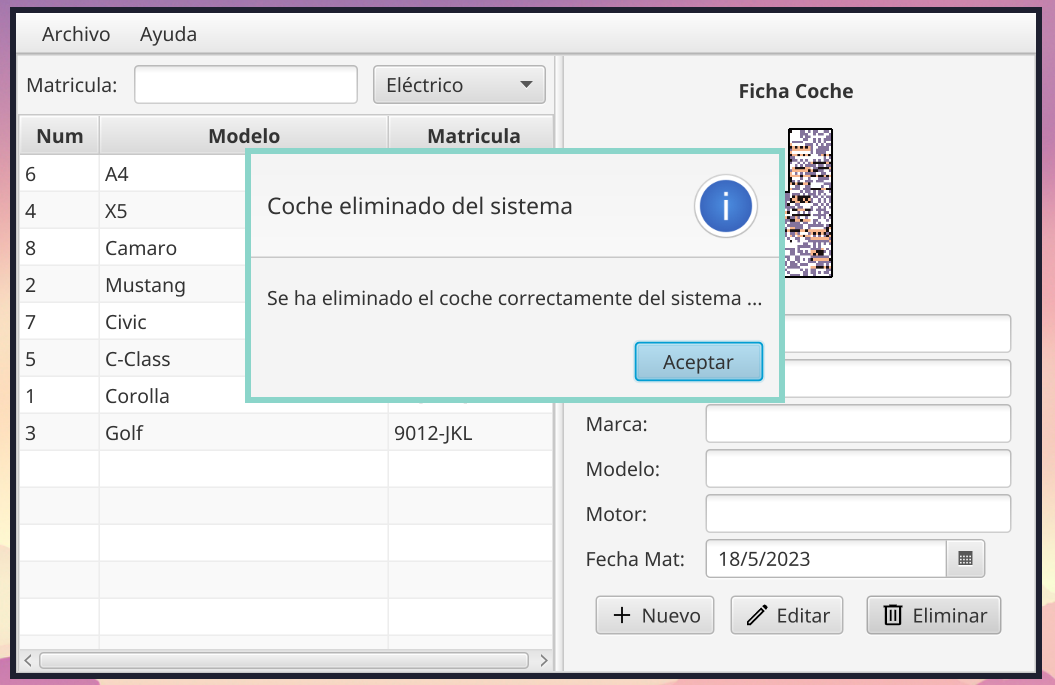 Archivo Ayuda
Matricula: Eléctrico
Ficha Coche
Num Modelo Matricula
6 A4
4 X5
8 Camaro
2 Mustang
7 Civic
5 C-Class
1 Corolla
3 Golf 9012-JKL
Coche eliminado del sistema
i
Se ha eliminado el coche correctamente del sistema ...
Aceptar
Marca:
Modelo:
Motor:
Fecha Mat: 18/5/2023
Nuevo Editar Eliminar